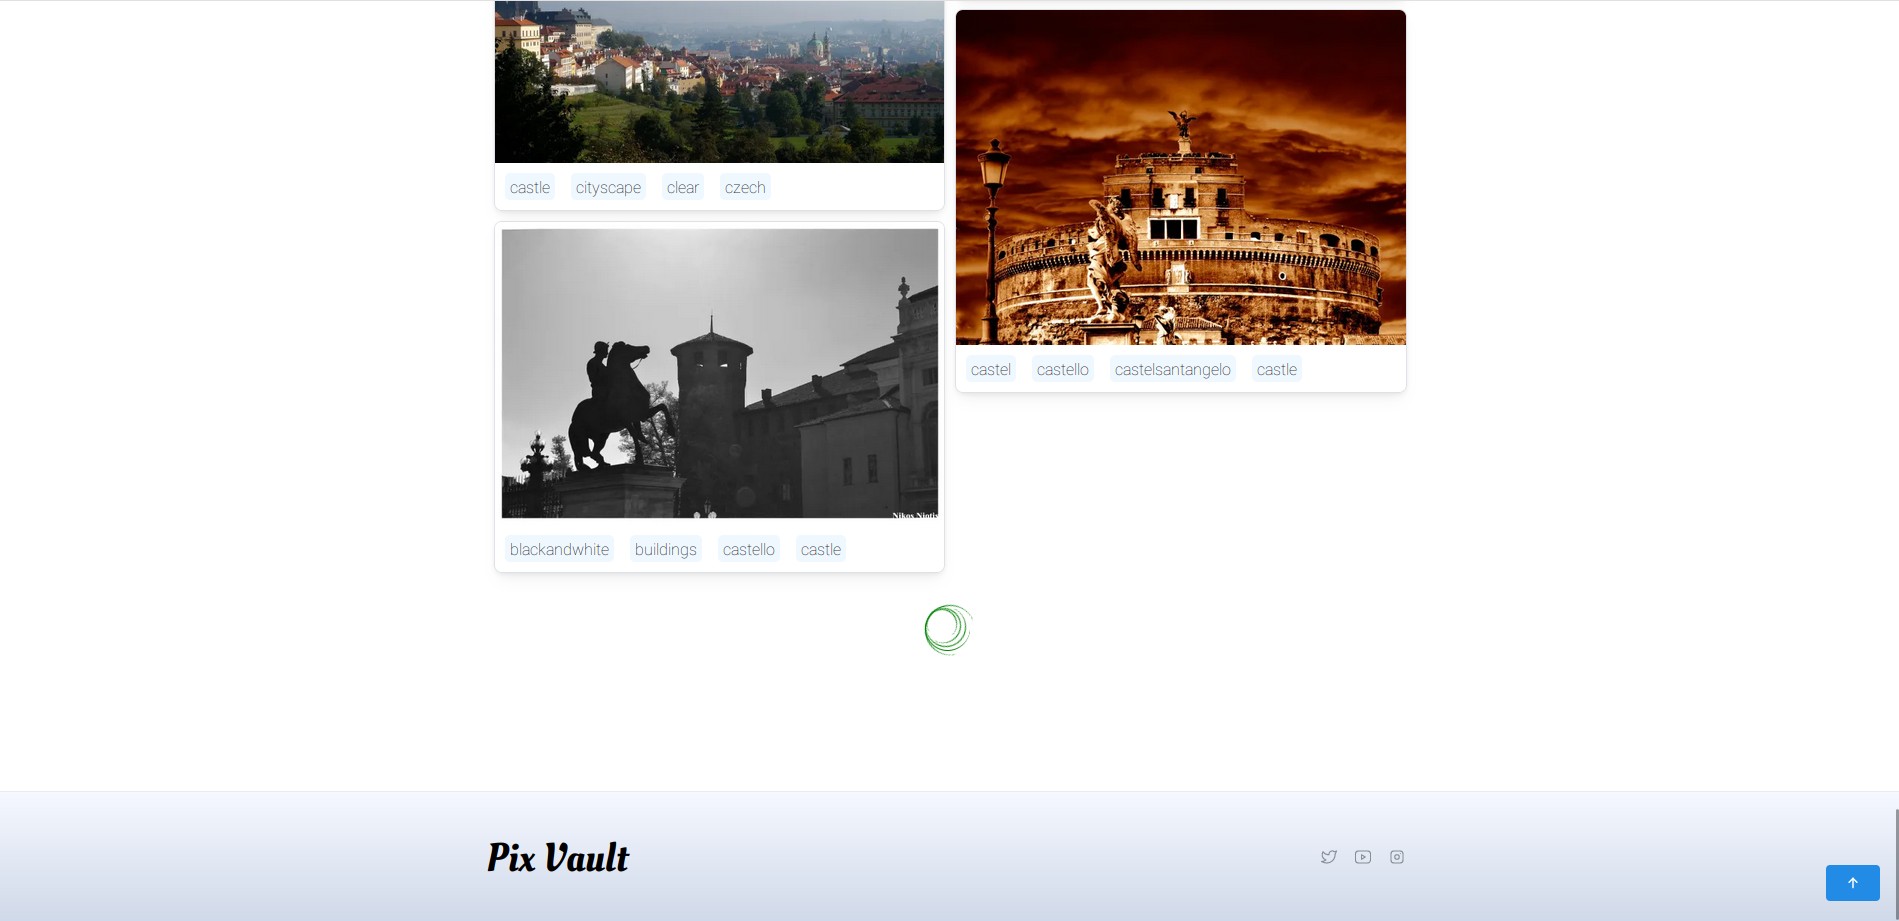 castle cityscape clear czech
Nikos Niotis
blackandwhite buildings castello castle
castel castello castelsantangelo castle
Pix Vault